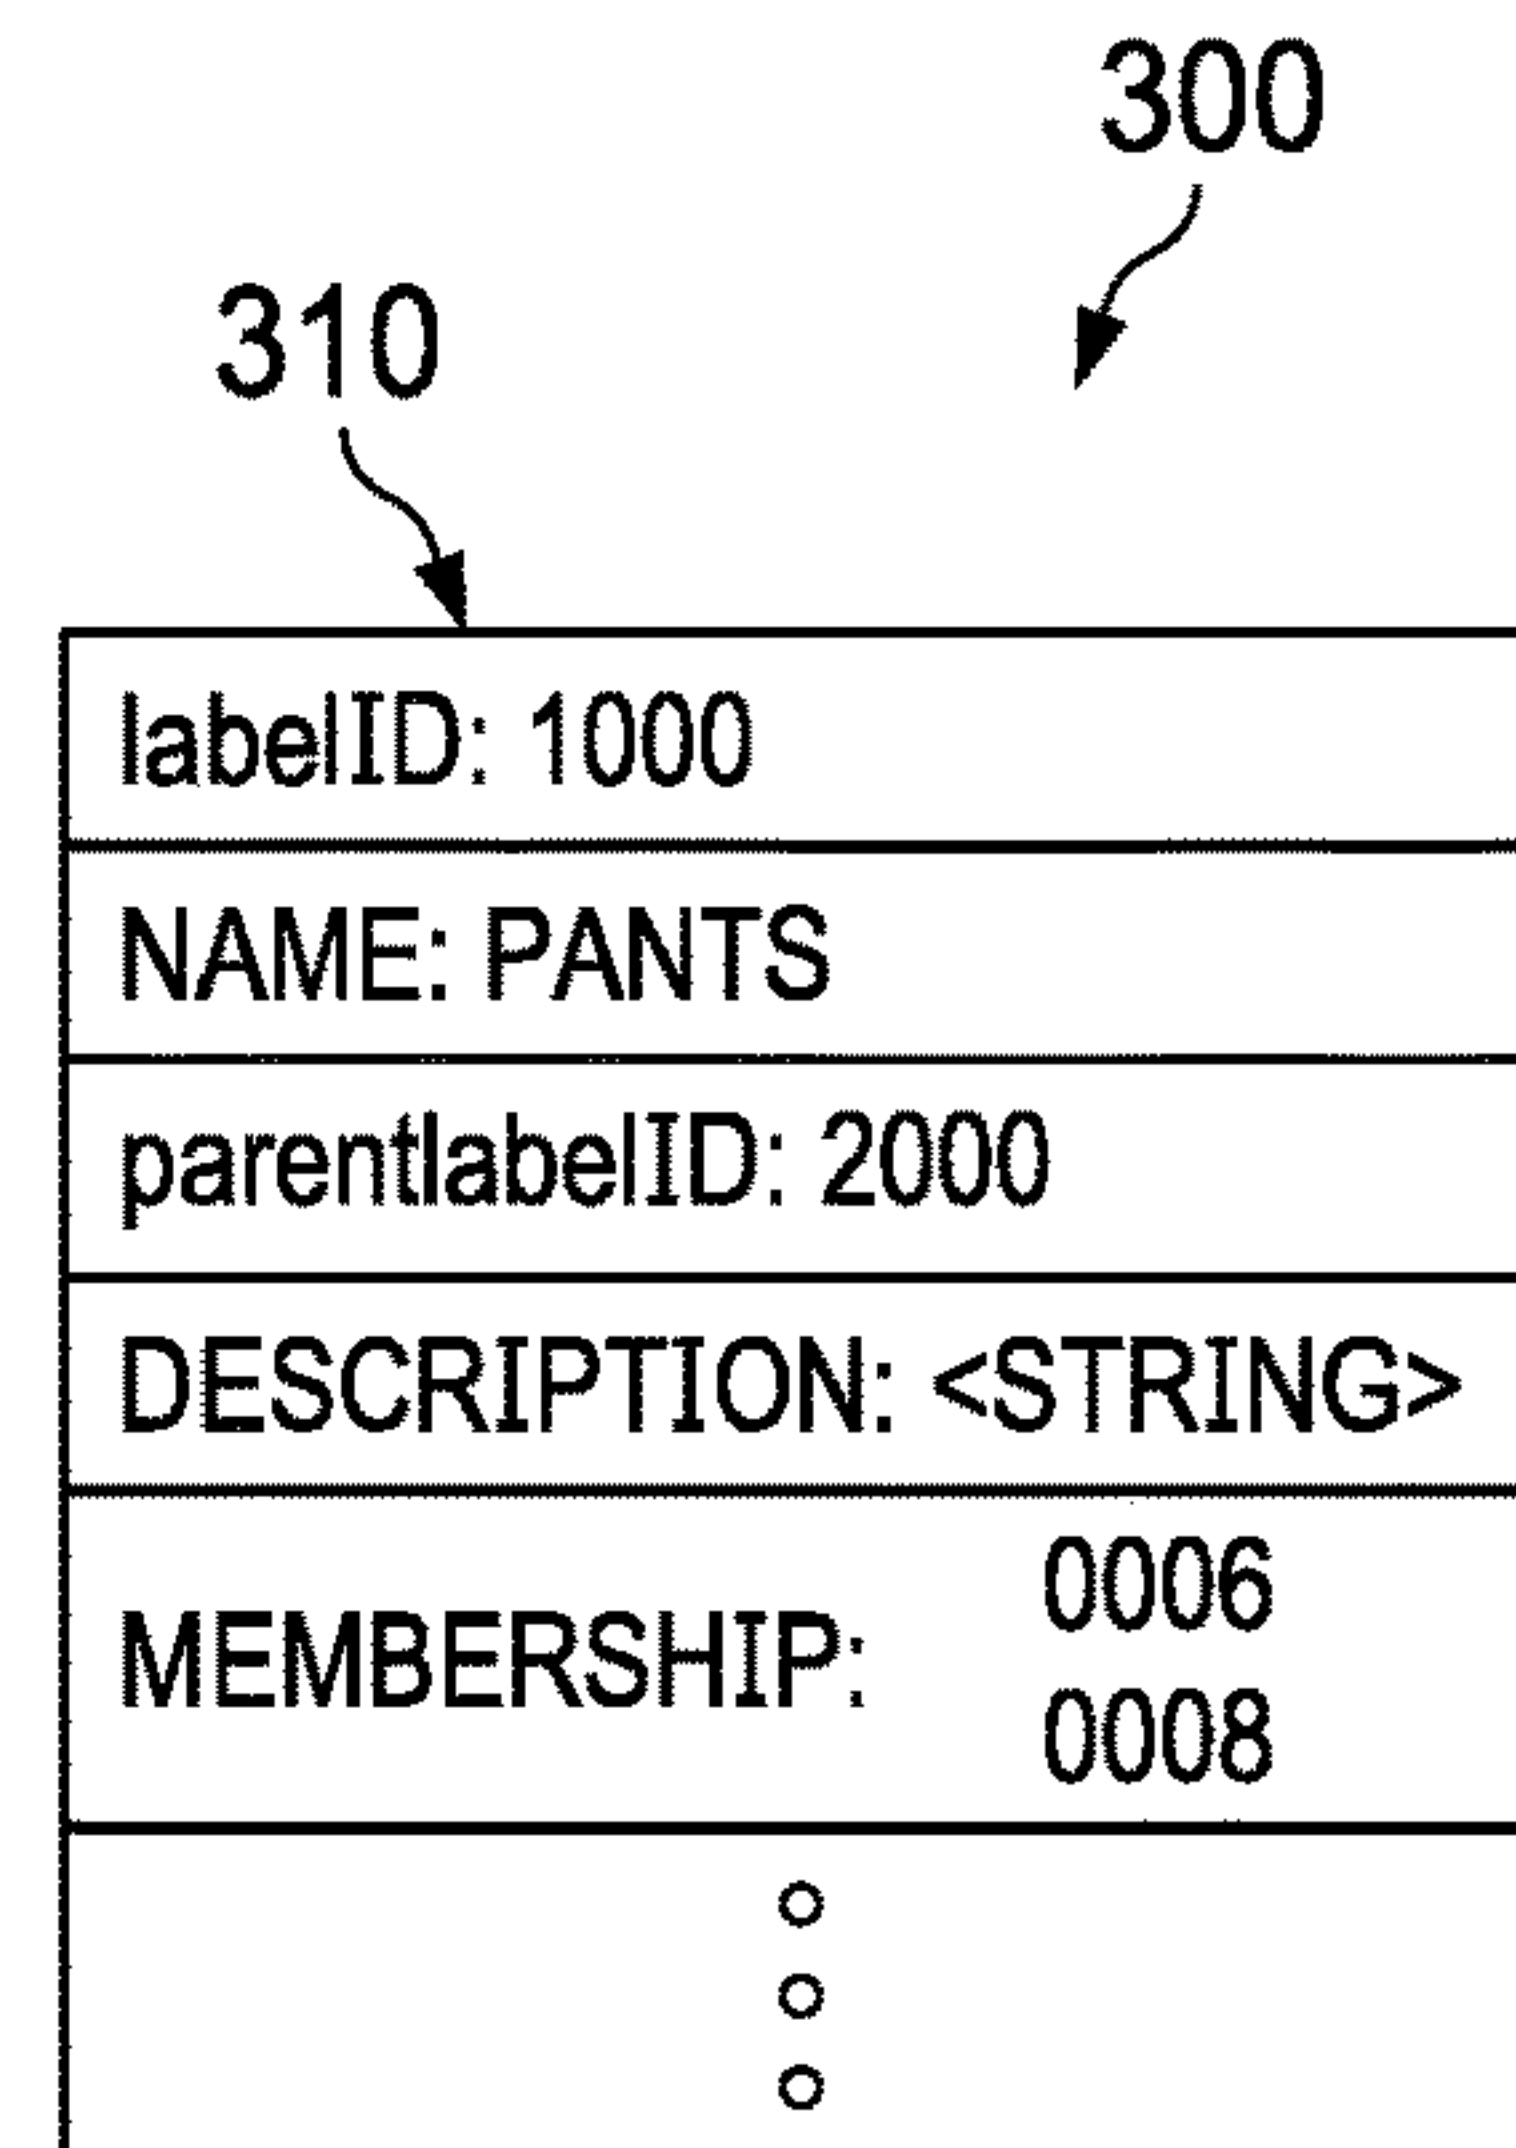 300
310
labelID: 1000
NAME: PANTS
parentlabelID: 2000
DESCRIPTION: <STRING>
MEMBERSHIP:
0006
0008